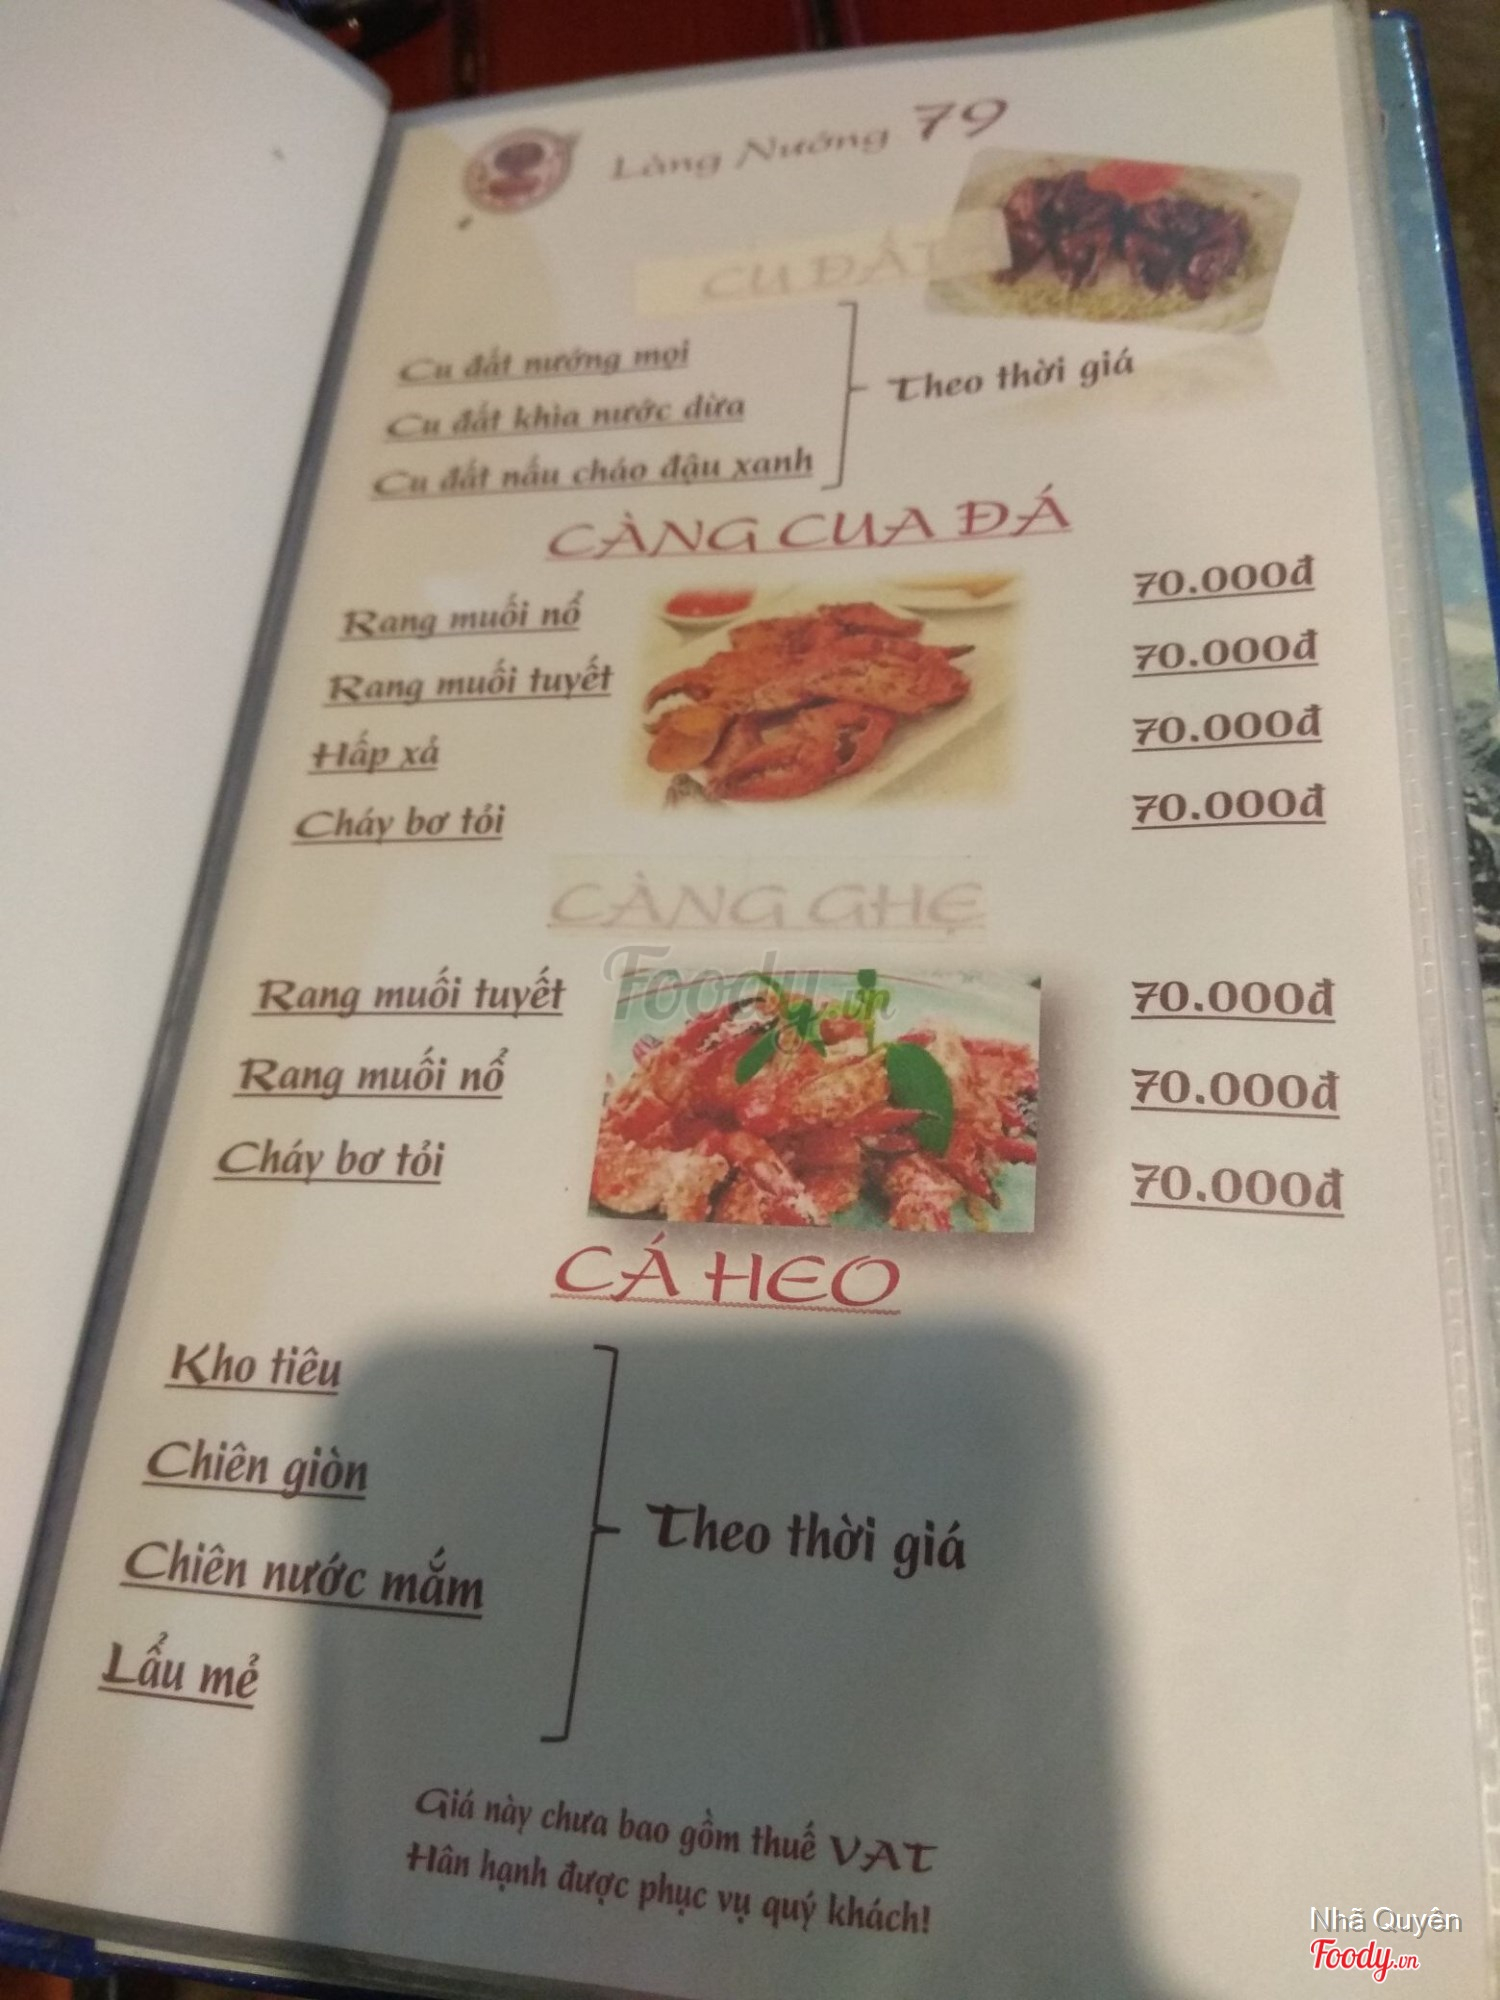 Làng Nướng 79
CU ĐẤT
Cu đất nướng mọi
Cu đất khìa nước dừa
Cu đất nấu cháo đậu xanh
Theo thời giá
CÀNG CUA ĐÁ
Rang muối nổ 70.000đ
Rang muối tuyết 70.000đ
Hấp xả 70.000đ
Cháy bơ tỏi 70.000đ
CÀNG GHẸ
Foody.vn
Rang muối tuyết 70.000đ
Rang muối nổ 70.000đ
Cháy bơ tỏi 70.000đ
CÁ HEO
Kho tiêu
Chiên giòn
Chiên nước mắm
Lẩu mẻ
Theo thời giá
Giá này chưa bao gồm thuế VAT
Hân hạnh được phục vụ quý khách!
Nhã Quyên
Foody.vn